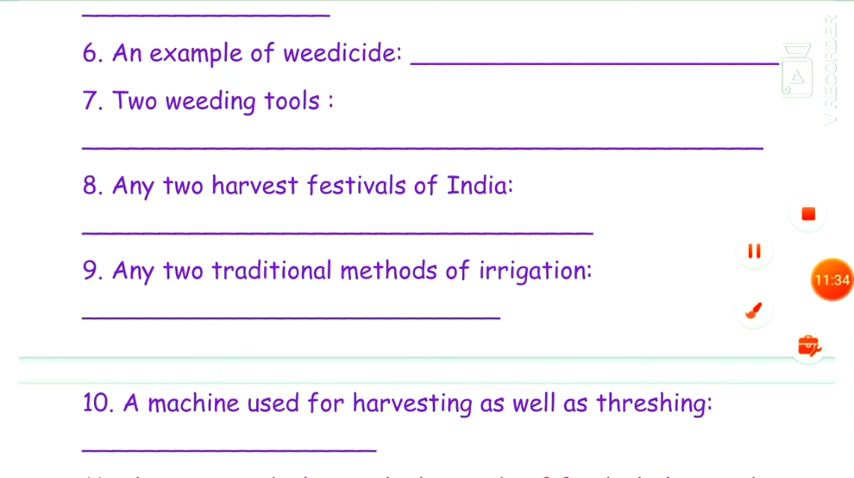 6. An example of weedicide:
7. Two weeding tools :
8. Any two harvest festivals of India:
9. Any two traditional methods of irrigation:
10. A machine used for harvesting as well as threshing:
V RECORDER
11:34